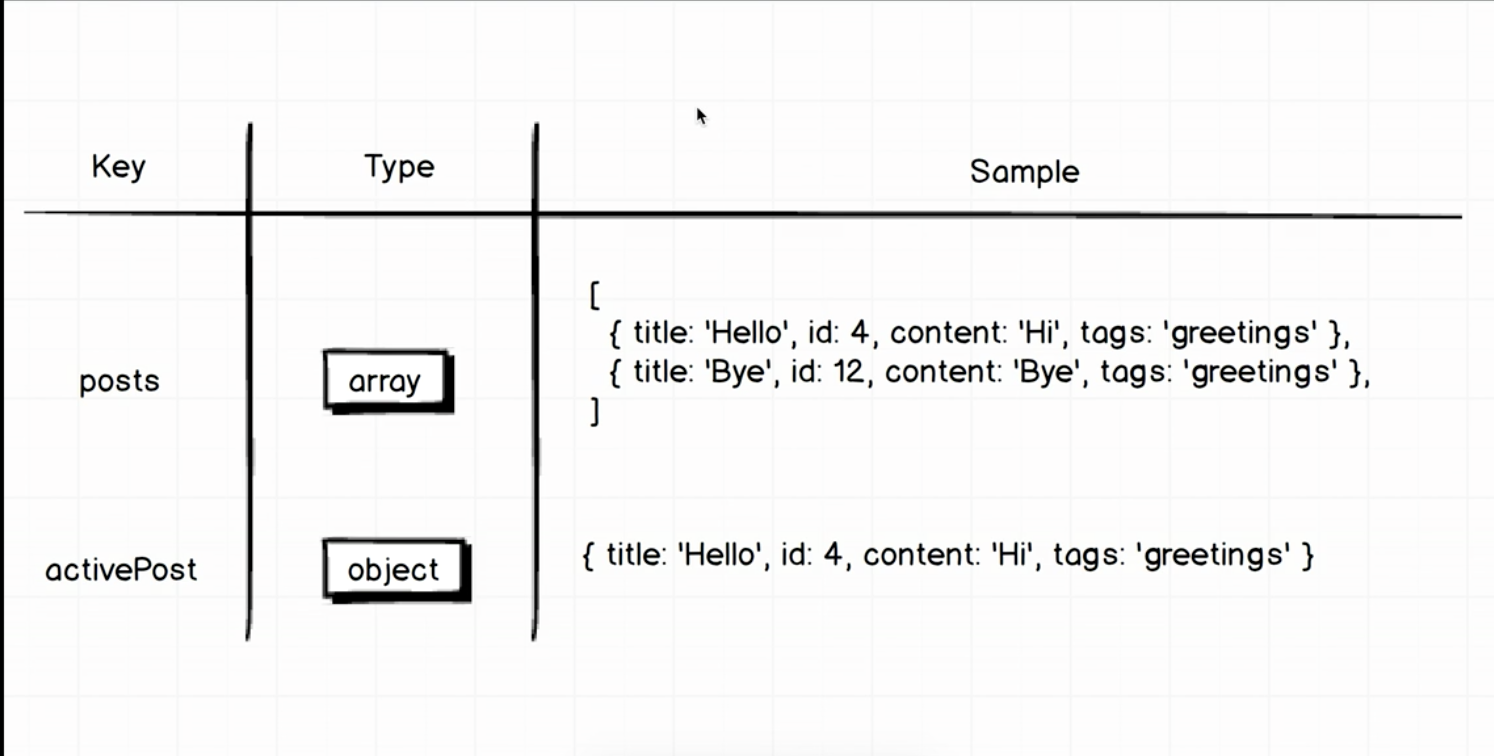 Key Type Sample
[
{ title: 'Hello', id: 4, content: 'Hi', tags: 'greetings' },
posts array
{ title: 'Bye', id: 12, content: 'Bye', tags: 'greetings' },
]
activePost object
{ title: 'Hello', id: 4, content: 'Hi', tags: 'greetings' }